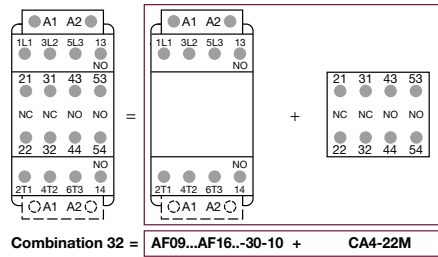 A1 A2 A1 A2
1L1 3L2 5L3 13 1L1 3L2 5L3 13
NO NO
21 31 43 53 21 31 43 53
NC NC NO NO = + NC NC NO NO
22 32 44 54 22 32 44 54
NO NO
2T1 4T2 6T3 14 2T1 4T2 6T3 14
A1 A2 A1 A2
Combination 32 = AF09...AF16..-30-10 + CA4-22M